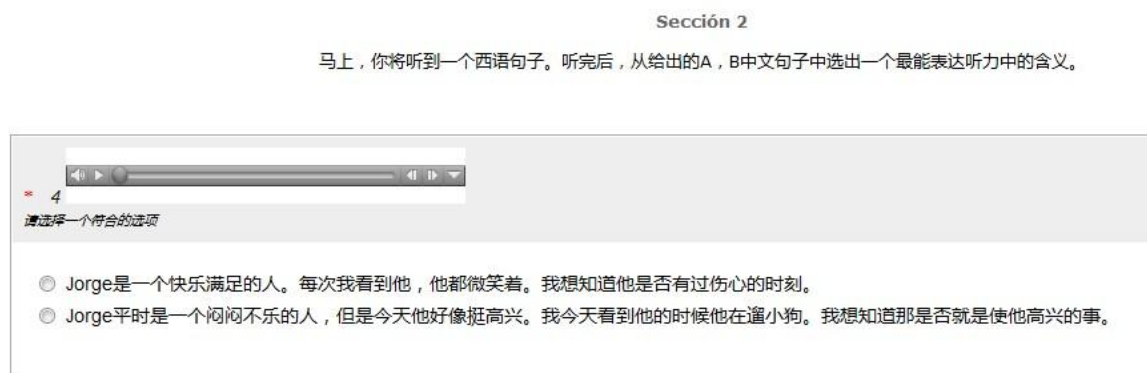 Sección 2
马上，你将听到一个西语句子。听完后，从给出的A，B中文句子中选出一个最能表达听力中的含义。
* 4
请选择一个符合的选项
Jorge是一个快乐满足的人。每次我看到他，他都微笑着。我想知道他是否有过伤心的时刻。
Jorge平时是一个闷闷不乐的人，但是今天他好像挺高兴。我今天看到他的时候他在遛小狗。我想知道那是否就是使他高兴的事。